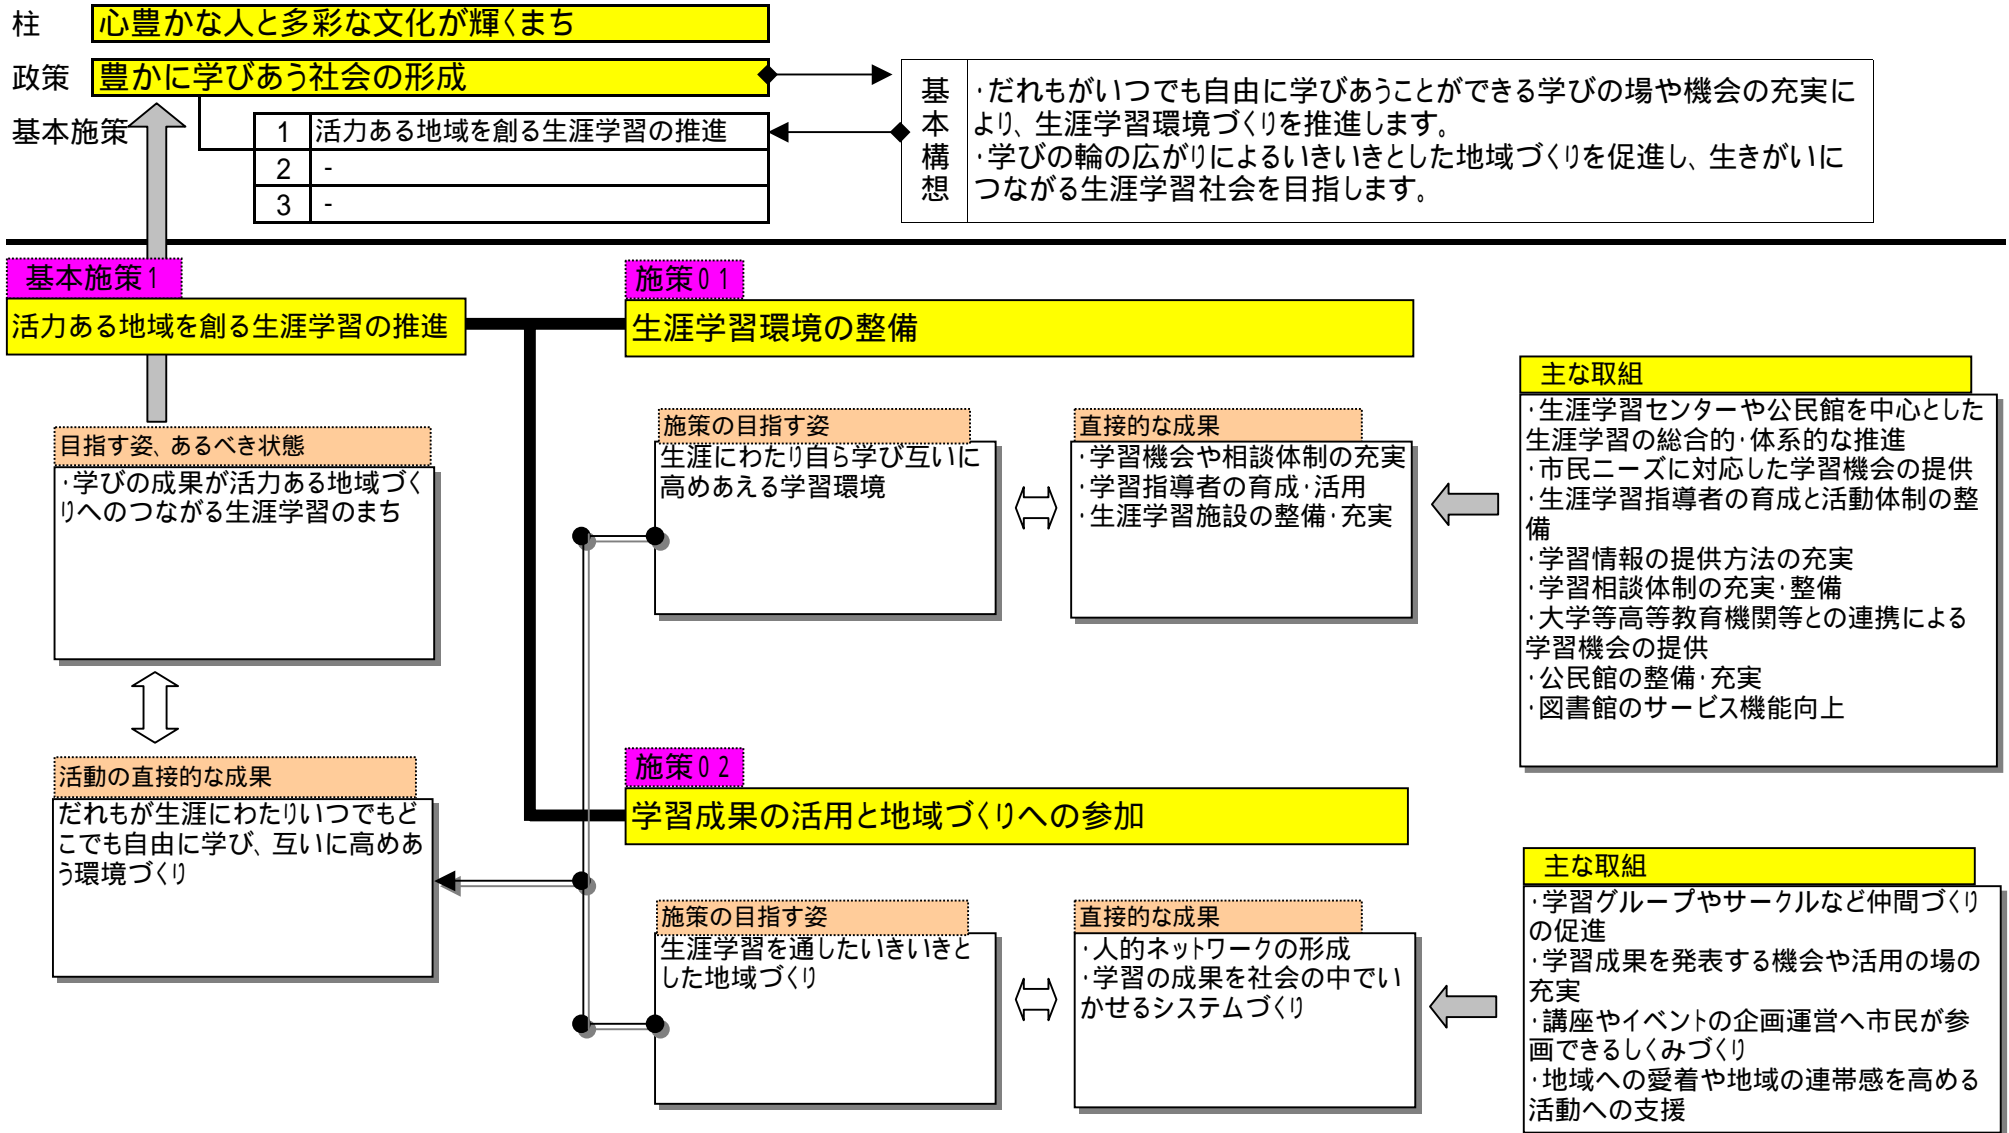 柱
心豊かな人と多彩な文化が輝くまち
政策
豊かに学びあう社会の形成
基本施策
1 活力ある地域を創る生涯学習の推進
2 -
3 -
基本構想
･だれもがいつでも自由に学びあうことができる学びの場や機会の充実に
より、生涯学習環境づくりを推進します。
･学びの輪の広がりによるいきいきとした地域づくりを促進し、生きがいに
つながる生涯学習社会を目指します。
基本施策1
活力ある地域を創る生涯学習の推進
目指す姿、あるべき状態
･学びの成果が活力ある地域づく
りへのつながる生涯学習のまち
活動の直接的な成果
だれもが生涯にわたりいつでもど
こでも自由に学び、互いに高めあ
う環境づくり
施策01
生涯学習環境の整備
施策の目指す姿
生涯にわたり自ら学び互いに
高めあえる学習環境
直接的な成果
･学習機会や相談体制の充実
･学習指導者の育成･活用
･生涯学習施設の整備･充実
主な取組
･生涯学習センターや公民館を中心とした
生涯学習の総合的･体系的な推進
･市民ニーズに対応した学習機会の提供
･生涯学習指導者の育成と活動体制の整
備
･学習情報の提供方法の充実
･学習相談体制の充実･整備
･大学等高等教育機関等との連携による
学習機会の提供
･公民館の整備･充実
･図書館のサービス機能向上
施策02
学習成果の活用と地域づくりへの参加
施策の目指す姿
生涯学習を通したいきいきと
した地域づくり
直接的な成果
･人的ネットワークの形成
･学習の成果を社会の中でい
かせるシステムづくり
主な取組
･学習グループやサークルなど仲間づくり
の促進
･学習成果を発表する機会や活用の場の
充実
･講座やイベントの企画運営へ市民が参
画できるしくみづくり
･地域への愛着や地域の連帯感を高める
活動への支援